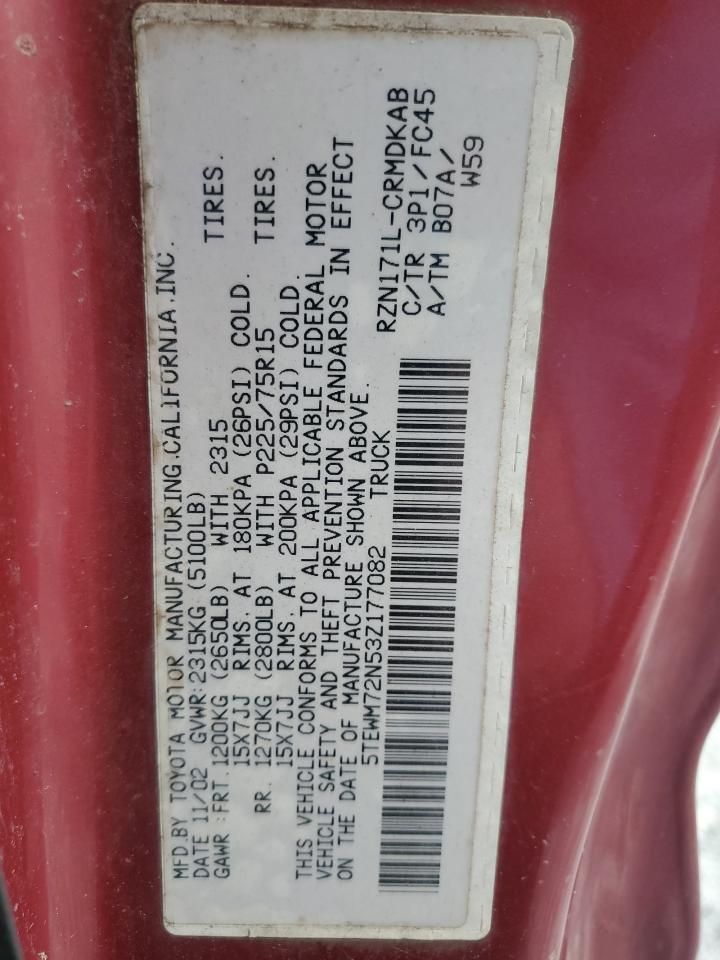 MFD.BY TOYOTA MOTOR MANUFACTURING.CALIFORNIA.INC.
DATE 11/02 GVWR:2315KG (5100LB)
GAWR :FRT.1200KG (2650LB) WITH 2315 TIRES.
15X7JJ RIMS. AT 180KPA (26PSI) COLD.
RR. 1270KG (2800LB) WITH P225/75R15 TIRES.
15X7JJ RIMS. AT 200KPA (29PSI) COLD.
THIS VEHICLE CONFORMS TO ALL APPLICABLE FEDERAL MOTOR
VEHICLE SAFETY AND THEFT PREVENTION STANDARDS IN EFFECT
ON THE DATE OF MANUFACTURE SHOWN ABOVE.
5TEWM72N53Z177082 TRUCK
RZN171L-CRMDKAB
C/TR 3P1/FC45
A/TM B07A/
W59